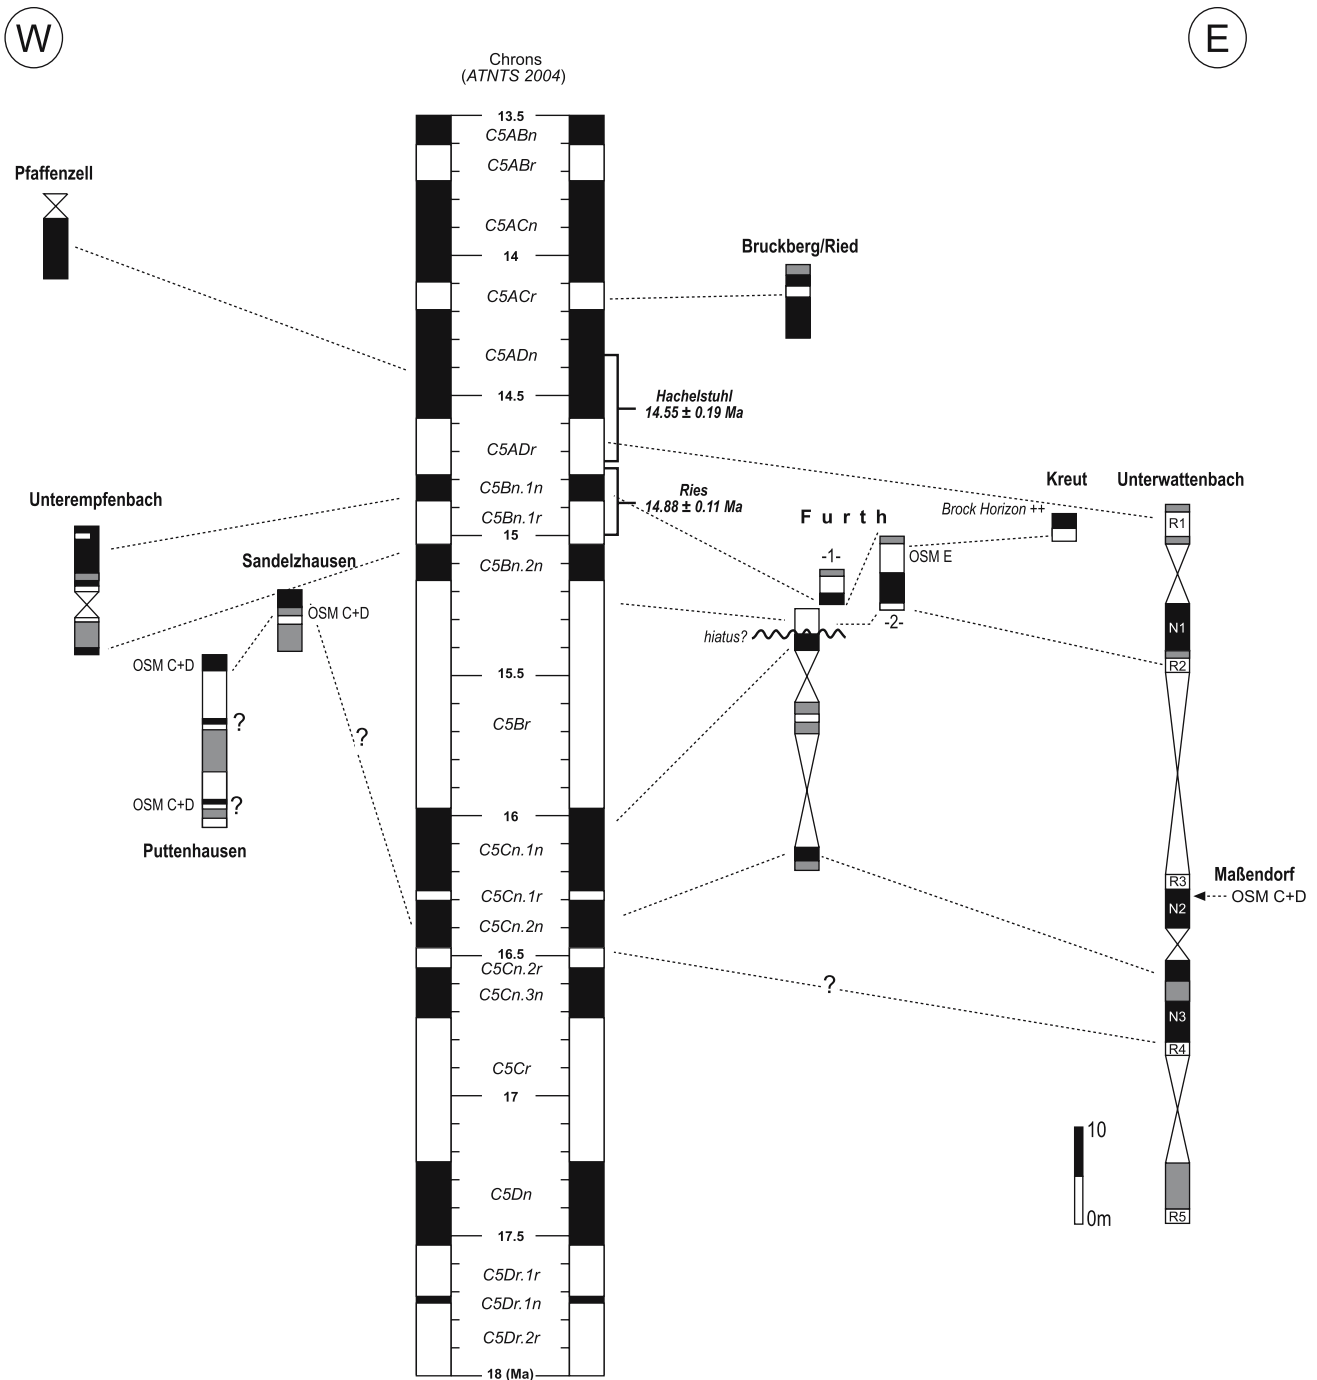 W
E
Chrons
(ATNTS 2004)
13.5
C5ABn
C5ABr
C5ACn
14
C5ACr
C5ADn
14.5
C5ADr
C5Bn.1n
C5Bn.1r
15
C5Bn.2n
15.5
C5Br
16
C5Cn.1n
C5Cn.1r
C5Cn.2n
16.5
C5Cn.2r
C5Cn.3n
C5Cr
17
C5Dn
17.5
C5Dr.1r
C5Dr.1n
C5Dr.2r
18 (Ma)
Pfaffenzell
Unterempfenbach
Sandelzhausen
OSM C+D
OSM C+D
?
OSM C+D
?
Puttenhausen
?
Bruckberg/Ried
Hachelstuhl
14.55 ± 0.19 Ma
Ries
14.88 ± 0.11 Ma
Furth
-1-
OSM E
-2-
hiatus?
?
Kreut
Brock Horizon ++
Unterwattenbach
R1
N1
R2
R3
Maßendorf
OSM C+D
N2
N3
R4
R5
10
0m